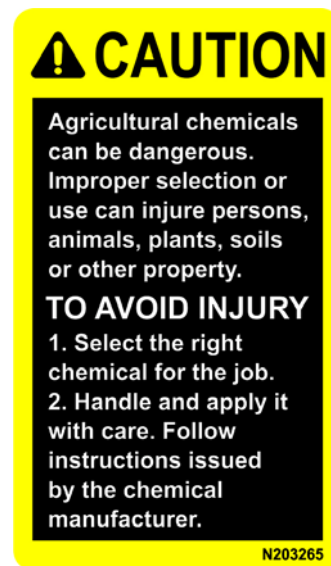 CAUTION
Agricultural chemicals
can be dangerous.
Improper selection or
use can injure persons,
animals, plants, soils
or other property.
TO AVOID INJURY
1. Select the right
chemical for the job.
2. Handle and apply it
with care. Follow
instructions issued
by the chemical
manufacturer.
N203265